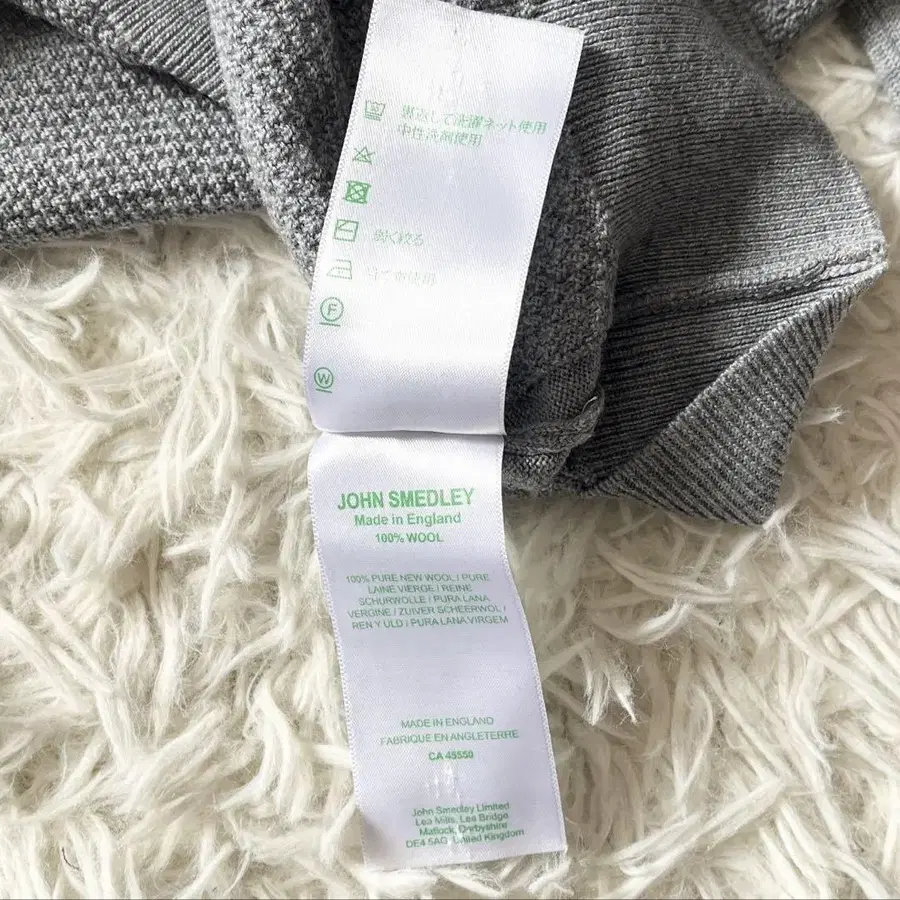 裏返して洗濯ネット使用
中性洗剤使用
弱く絞る
当て布使用
F
W
JOHN SMEDLEY
Made in England
100% WOOL
100% PURE NEW WOOL / PURE
LAINE VIERGE / REINE
SCHURWOLLE / PURA LANA
VERGINE / ZUIVER SCHEERWOL /
REN Y ULD / PURA LANA VIRGEM
MADE IN ENGLAND
FABRIQUE EN ANGLETERRE
CA 45550
John Smedley Limited
Lea Mills, Lea Bridge
Matlock, Derbyshire
DE4 5AG, United Kingdom